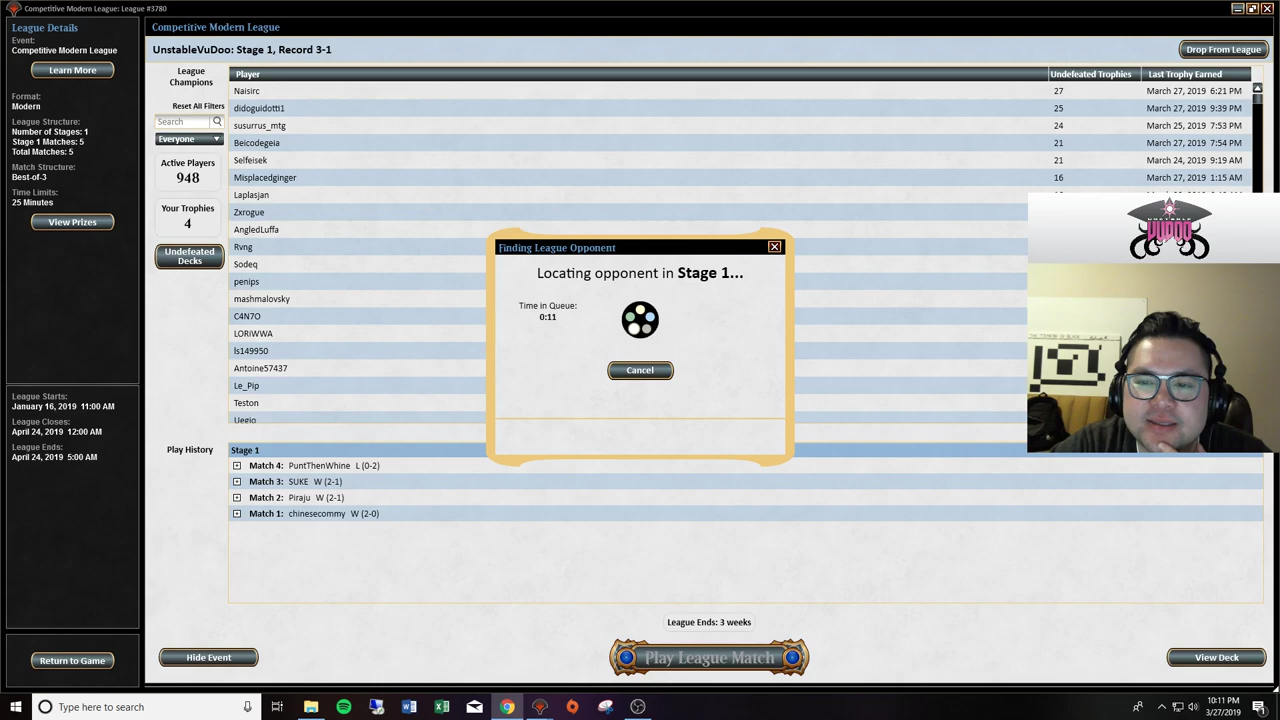 Competitive Modern League: League #3780
League Details
Event:
Competitive Modern League
Learn More
Format:
Modern
League Structure:
Number of Stages: 1
Stage 1 Matches: 5
Total Matches: 5
Match Structure:
Best-of-3
Time Limits:
25 Minutes
View Prizes
League Starts:
January 16, 2019 11:00 AM
League Closes:
April 24, 2019 12:00 AM
League Ends:
April 24, 2019 5:00 AM
Return to Game
Competitive Modern League
UnstableVuDoo: Stage 1, Record 3-1
Drop From League
League
Champions
Reset All Filters
Search
Everyone
Active Players
948
Your Trophies
4
Undefeated
Decks
Player Undefeated Trophies Last Trophy Earned
Naisirc 27 March 27, 2019 6:21 PM
didoguidotti1 25 March 27, 2019 9:39 PM
susurrus_mtg 24 March 25, 2019 7:53 PM
Beicodegeia 21 March 27, 2019 7:54 PM
Selfeisek 21 March 24, 2019 9:19 AM
Misplacedginger 16 March 27, 2019 1:15 AM
Laplasjan
Zxrogue
AngledLuffa
Rvng
Sodeq
penips
mashmalovsky
C4N7O
LORIWWA
ls149950
Antoine57437
Le_Pip
Teston
Uegio
Finding League Opponent
Locating opponent in Stage 1...
Time in Queue:
0:11
Cancel
UNSTABLE
VUDOO
Play History
Stage 1
Match 4: PuntThenWhine L (0-2)
Match 3: SUKE W (2-1)
Match 2: Piraju W (2-1)
Match 1: chinesecommy W (2-0)
League Ends: 3 weeks
Hide Event
Play League Match
View Deck
Type here to search
10:11 PM
3/27/2019